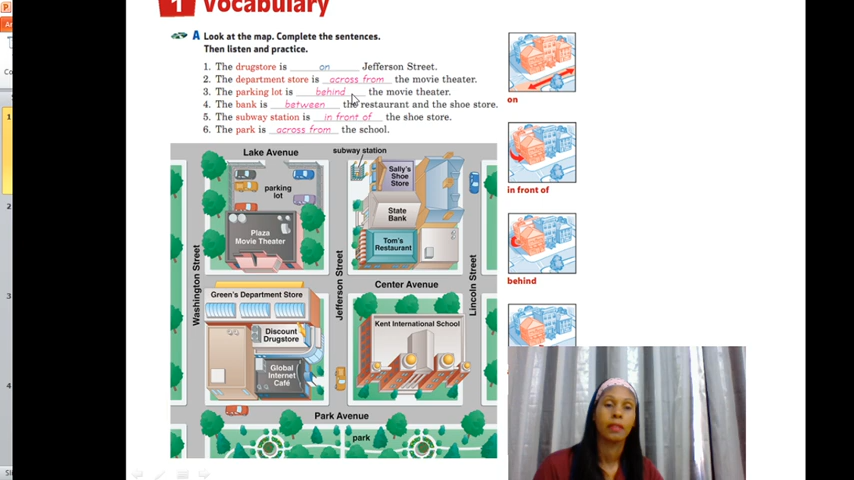 1 Vocabulary
A Look at the map. Complete the sentences.
Then listen and practice.
1. The drugstore is on Jefferson Street.
2. The department store is across from the movie theater.
3. The parking lot is behind the movie theater.
4. The bank is between the restaurant and the shoe store.
5. The subway station is in front of the shoe store.
6. The park is across from the school.
on
in front of
behind
Lake Avenue
subway station
parking lot
Sally's Shoe Store
State Bank
Plaza Movie Theater
Tom's Restaurant
Washington Street
Jefferson Street
Lincoln Street
Center Avenue
Green's Department Store
Discount Drugstore
Global Internet Café
Kent International School
Park Avenue
park
1
2
3
4